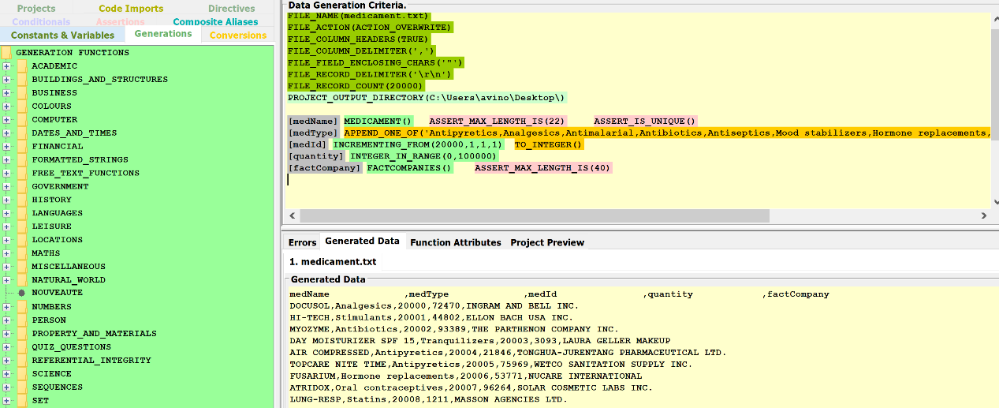 Projects Code Imports Directives
Conditionals Assertions Composite Aliases
Constants & Variables Generations Conversions
GENERATION FUNCTIONS
ACADEMIC
BUILDINGS_AND_STRUCTURES
BUSINESS
COLOURS
COMPUTER
DATES_AND_TIMES
FINANCIAL
FORMATTED_STRINGS
FREE_TEXT_FUNCTIONS
GOVERNMENT
HISTORY
LANGUAGES
LEISURE
LOCATIONS
MATHS
MISCELLANEOUS
NATURAL_WORLD
NOUVEAUTE
NUMBERS
PERSON
PROPERTY_AND_MATERIALS
QUIZ_QUESTIONS
REFERENTIAL_INTEGRITY
SCIENCE
SEQUENCES
SET
Data Generation Criteria.
FILE_NAME(medicament.txt)
FILE_ACTION(ACTION_OVERWRITE)
FILE_COLUMN_HEADERS(TRUE)
FILE_COLUMN_DELIMITER(',')
FILE_FIELD_ENCLOSING_CHARS('"')
FILE_RECORD_DELIMITER('\r\n')
FILE_RECORD_COUNT(20000)
PROJECT_OUTPUT_DIRECTORY(C:\Users\avino\Desktop\)
[medName] MEDICAMENT() ASSERT_MAX_LENGTH_IS(22) ASSERT_IS_UNIQUE()
[medType] APPEND_ONE_OF('Antipyretics,Analgesics,Antimalarial,Antibiotics,Antiseptics,Mood stabilizers,Hormone replacements,
[medId] INCREMENTING_FROM(20000,1,1,1) TO_INTEGER()
[quantity] INTEGER_IN_RANGE(0,100000)
[factCompany] FACTCOMPANIES() ASSERT_MAX_LENGTH_IS(40)
Errors Generated Data Function Attributes Project Preview
1. medicament.txt
Generated Data
medName ,medType ,medId ,quantity ,factCompany
DOCUSOL,Analgesics,20000,72470,INGRAM AND BELL INC.
HI-TECH,Stimulants,20001,44802,ELLON BACH USA INC.
MYOZYME,Antibiotics,20002,93389,THE PARTHENON COMPANY INC.
DAY MOISTURIZER SPF 15,Tranquilizers,20003,3093,LAURA GELLER MAKEUP
AIR COMPRESSED,Antipyretics,20004,21846,TONGHUA-JURENTANG PHARMACEUTICAL LTD.
TOPCARE NITE TIME,Antipyretics,20005,75969,WETCO SANITATION SUPPLY INC.
FUSARIUM,Hormone replacements,20006,53771,NUCARE INTERNATIONAL
ATRIDOX,Oral contraceptives,20007,96264,SOLAR COSMETIC LABS INC.
LUNG-RESP,Statins,20008,1211,MASSON AGENCIES LTD.